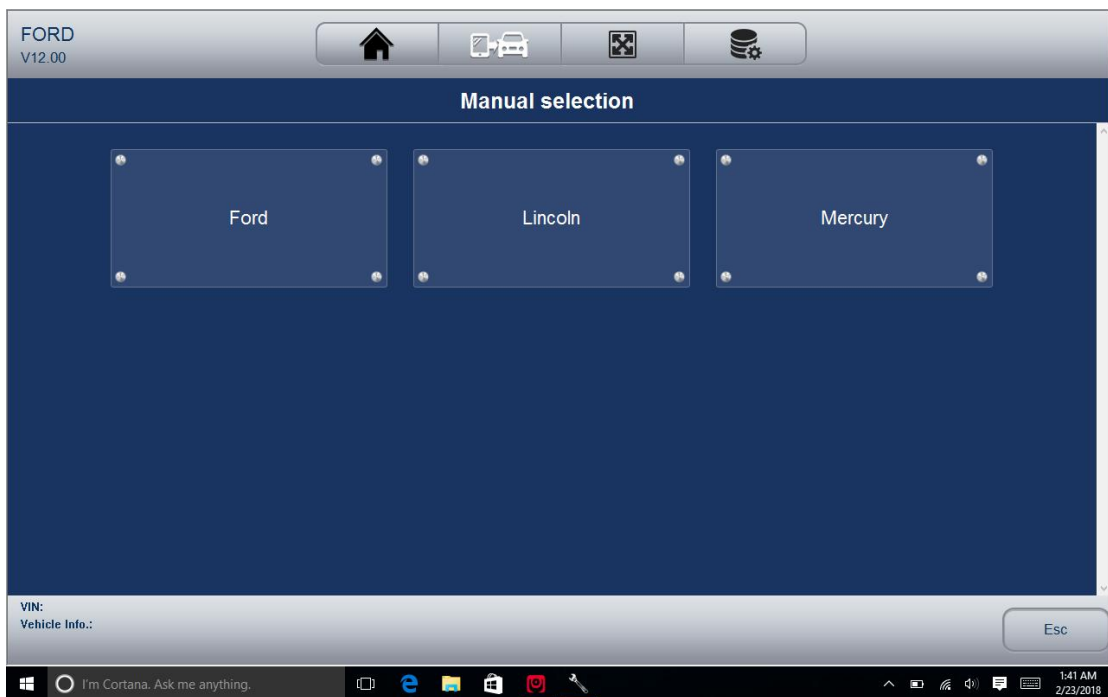 FORD
V12.00
Manual selection
Ford
Lincoln
Mercury
VIN:
Vehicle Info.:
Esc
I'm Cortana. Ask me anything.
1:41 AM
2/23/2018